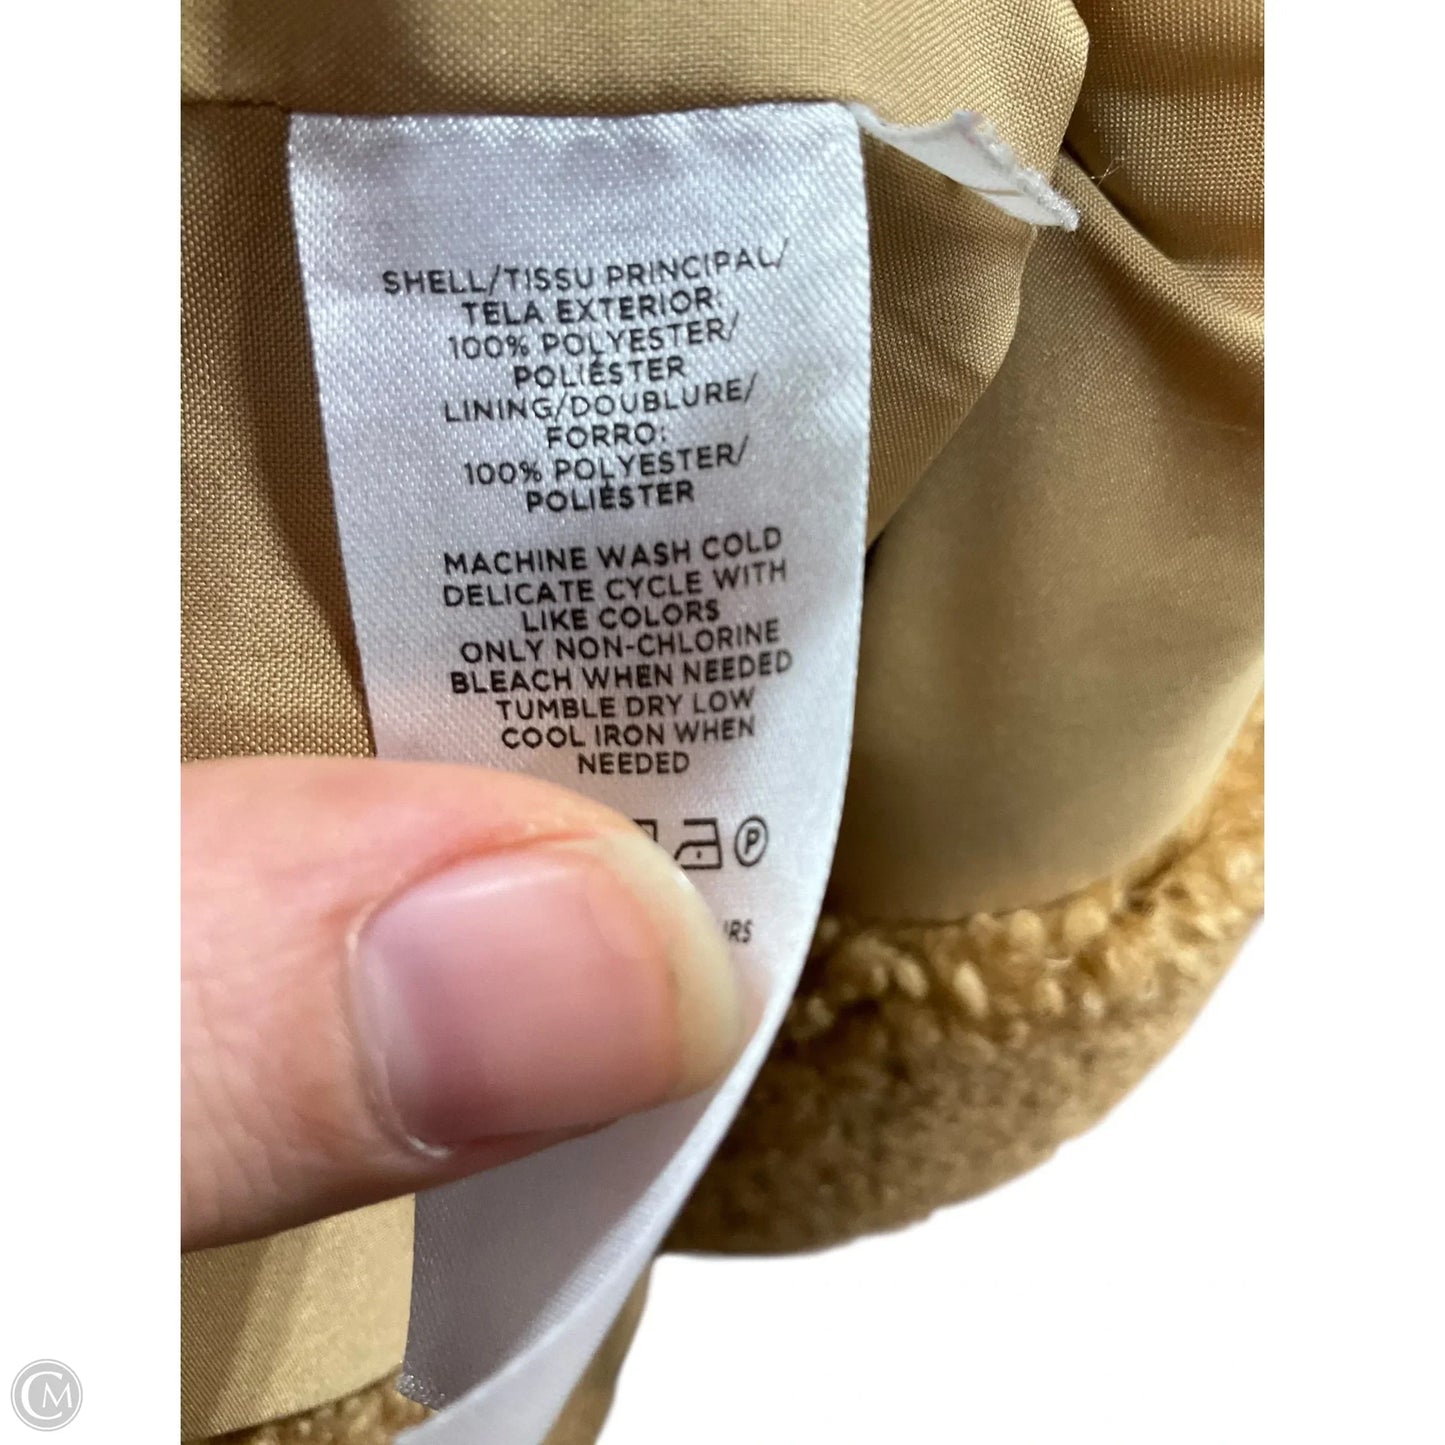 SHELL/TISSU PRINCIPAL/
TELA EXTERIOR:
100% POLYESTER/
POLIÉSTER
LINING/DOUBLURE/
FORRO:
100% POLYESTER/
POLIÉSTER
MACHINE WASH COLD
DELICATE CYCLE WITH
LIKE COLORS
ONLY NON-CHLORINE
BLEACH WHEN NEEDED
TUMBLE DRY LOW
COOL IRON WHEN
NEEDED
P
CM